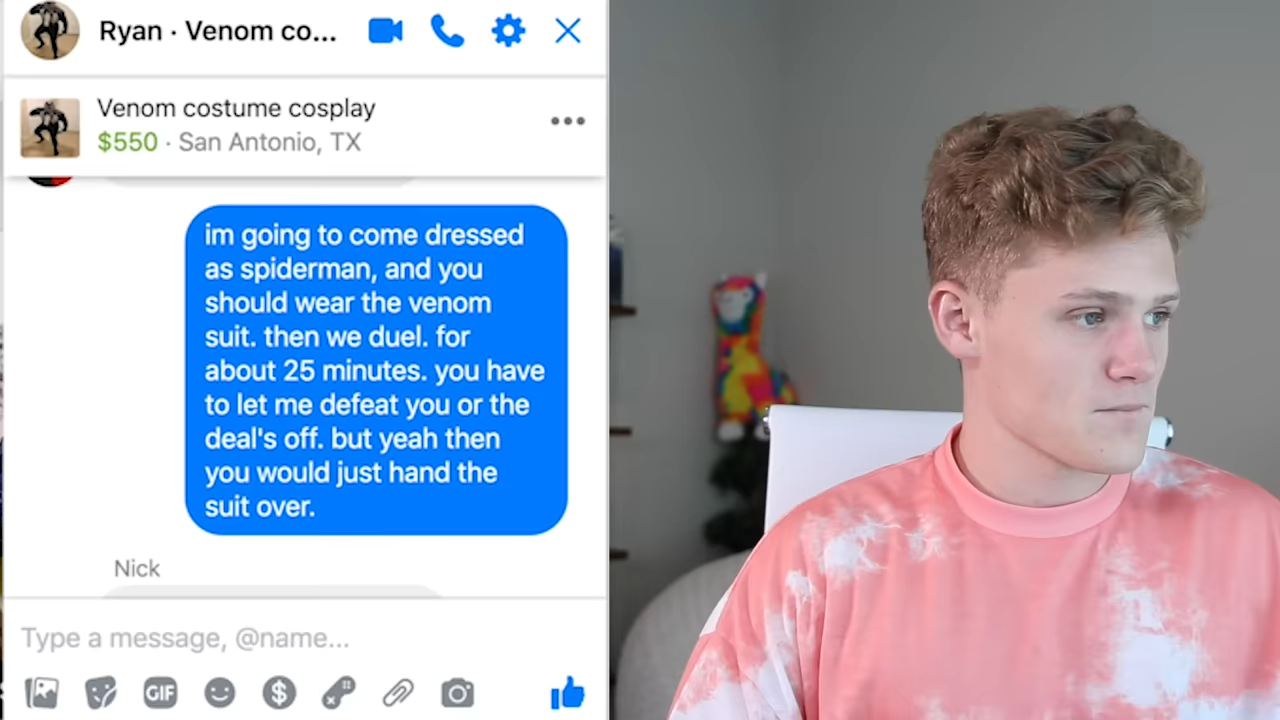 Ryan · Venom co...
Venom costume cosplay
$550 · San Antonio, TX
im going to come dressed
as spiderman, and you
should wear the venom
suit. then we duel. for
about 25 minutes. you have
to let me defeat you or the
deal's off. but yeah then
you would just hand the
suit over.
Nick
Type a message, @name...
GIF